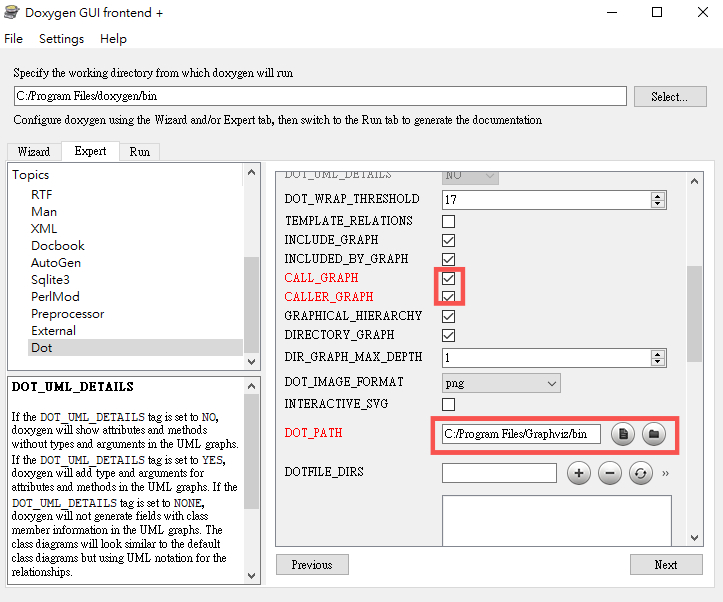 Doxygen GUI frontend +
File Settings Help
Specify the working directory from which doxygen will run
C:/Program Files/doxygen/bin
Select...
Configure doxygen using the Wizard and/or Expert tab, then switch to the Run tab to generate the documentation
Wizard Expert Run
Topics
RTF
Man
XML
Docbook
AutoGen
Sqlite3
PerlMod
Preprocessor
External
Dot
DOT_UML_DETAILS
If the DOT_UML_DETAILS tag is set to NO,
doxygen will show attributes and methods
without types and arguments in the UML graphs.
If the DOT_UML_DETAILS tag is set to YES,
doxygen will add type and arguments for
attributes and methods in the UML graphs. If the
DOT_UML_DETAILS tag is set to NONE,
doxygen will not generate fields with class
member information in the UML graphs. The
class diagrams will look similar to the default
class diagrams but using UML notation for the
relationships.
DOT_UML_DETAILS NO
DOT_WRAP_THRESHOLD 17
TEMPLATE_RELATIONS
INCLUDE_GRAPH
INCLUDED_BY_GRAPH
CALL_GRAPH
CALLER_GRAPH
GRAPHICAL_HIERARCHY
DIRECTORY_GRAPH
DIR_GRAPH_MAX_DEPTH 1
DOT_IMAGE_FORMAT png
INTERACTIVE_SVG
DOT_PATH C:/Program Files/Graphviz/bin
DOTFILE_DIRS
Previous
Next